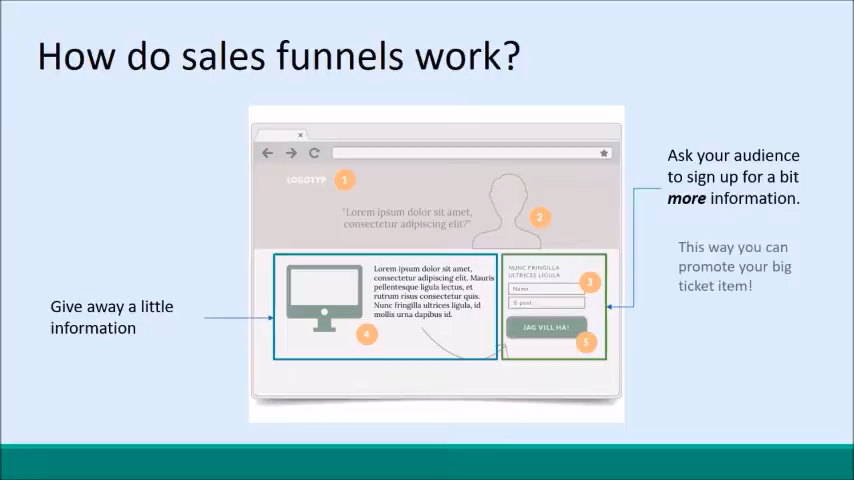 How do sales funnels work?
Ask your audience
to sign up for a bit
more information.
This way you can
promote your big
ticket item!
Give away a little
information
LOGOTYP
1
"Lorem ipsum dolor sit amet,
consectetur adipiscing elit?"
2
Lorem ipsum dolor sit amet,
consectetur adipiscing elit. Mauris
pellentesque ligula lectus, et
rutrum risus consectetur quis.
Nunc fringilla ultrices ligula, id
mollis urna dapibus id.
4
NUNC FRINGILLA
ULTRICES LIGULA
3
Name
E-post
JAG VILL HA!
5